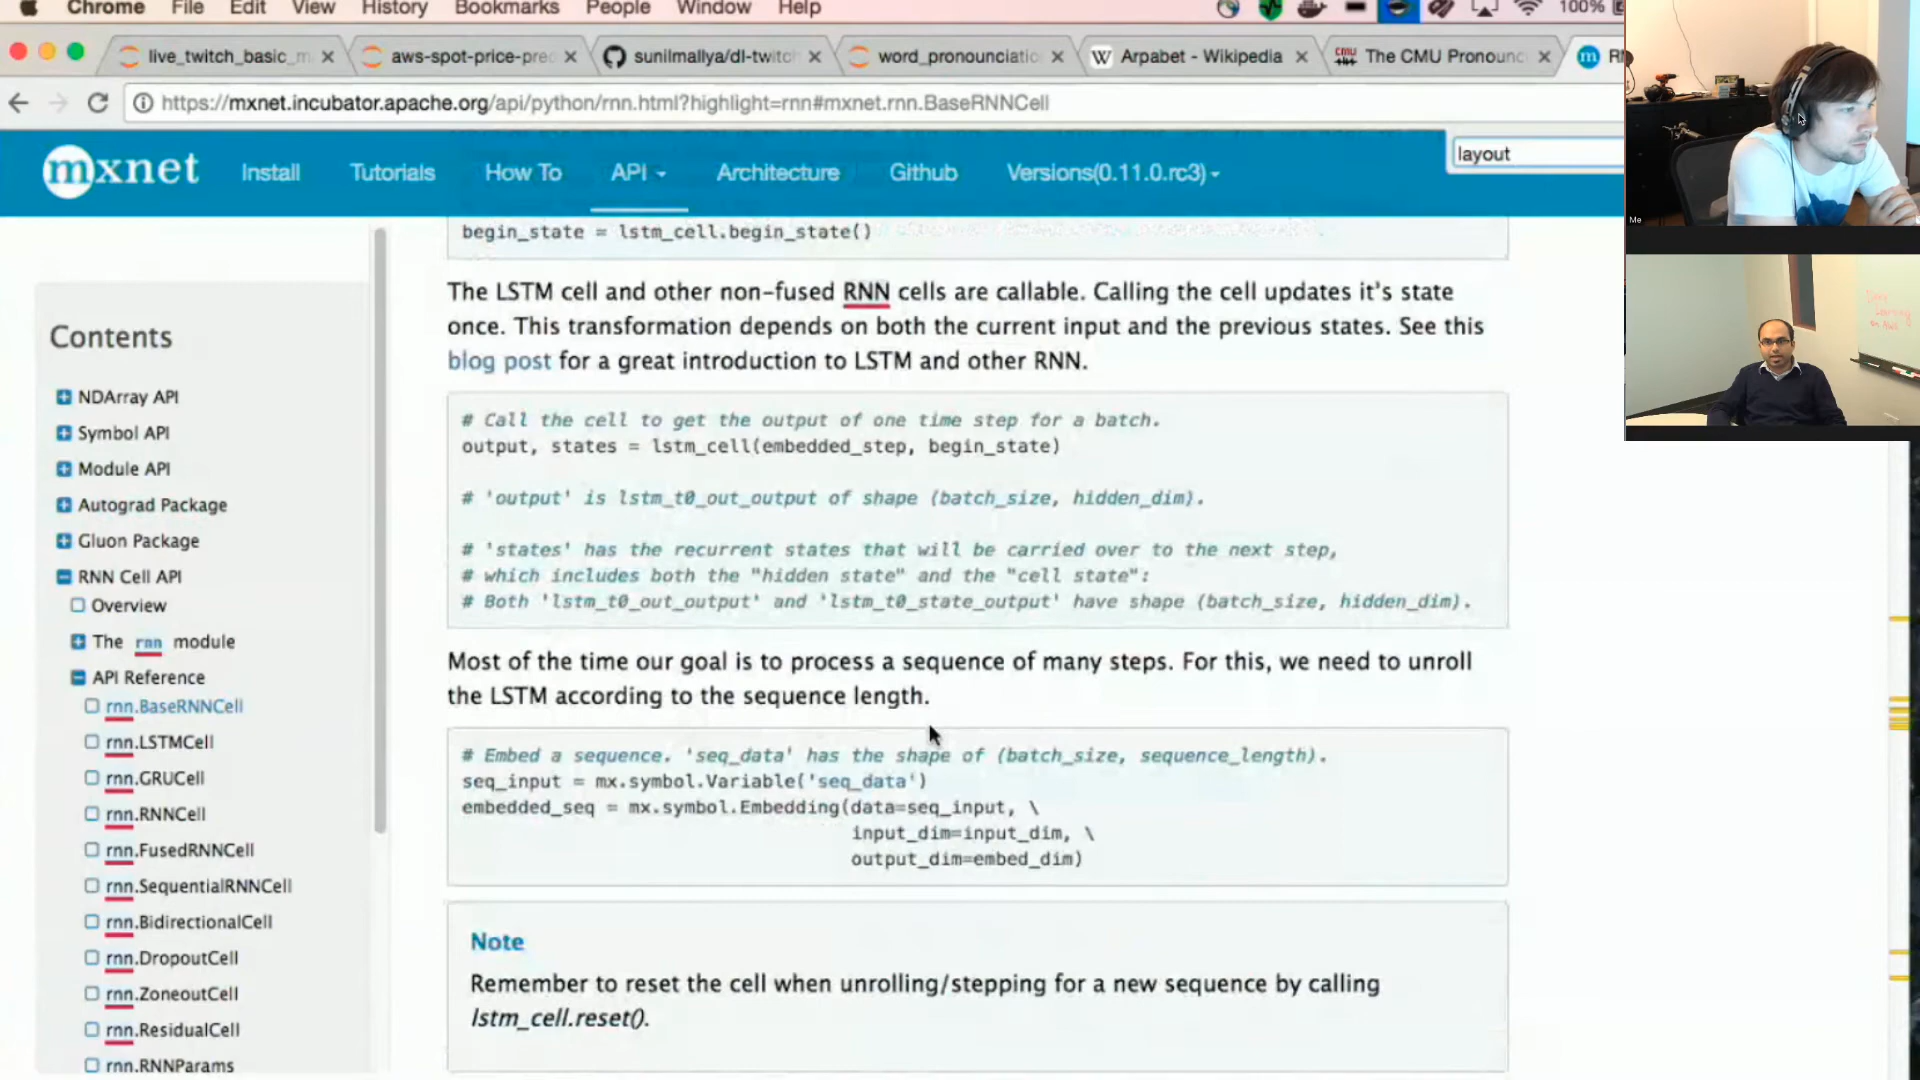 Chrome File Edit View History Bookmarks People Window Help 100%
live_twitch_basic_m aws-spot-price-pred sunilmallya/dl-twitch word_pronounciatio Arpabet - Wikipedia The CMU Pronounc
https://mxnet.incubator.apache.org/api/python/rnn.html?highlight=rnn#mxnet.rnn.BaseRNNCell
mxnet Install Tutorials How To API Architecture Github Versions(0.11.0.rc3) layout
Me
begin_state = lstm_cell.begin_state()
The LSTM cell and other non-fused RNN cells are callable. Calling the cell updates it's state
once. This transformation depends on both the current input and the previous states. See this
blog post for a great introduction to LSTM and other RNN.
# Call the cell to get the output of one time step for a batch.
output, states = lstm_cell(embedded_step, begin_state)
# 'output' is lstm_t0_out_output of shape (batch_size, hidden_dim).
# 'states' has the recurrent states that will be carried over to the next step,
# which includes both the "hidden state" and the "cell state":
# Both 'lstm_t0_out_output' and 'lstm_t0_state_output' have shape (batch_size, hidden_dim).
Most of the time our goal is to process a sequence of many steps. For this, we need to unroll
the LSTM according to the sequence length.
# Embed a sequence. 'seq_data' has the shape of (batch_size, sequence_length).
seq_input = mx.symbol.Variable('seq_data')
embedded_seq = mx.symbol.Embedding(data=seq_input, \
input_dim=input_dim, \
output_dim=embed_dim)
Note
Remember to reset the cell when unrolling/stepping for a new sequence by calling
lstm_cell.reset().
Contents
NDArray API
Symbol API
Module API
Autograd Package
Gluon Package
RNN Cell API
Overview
The rnn module
API Reference
rnn.BaseRNNCell
rnn.LSTMCell
rnn.GRUCell
rnn.RNNCell
rnn.FusedRNNCell
rnn.SequentialRNNCell
rnn.BidirectionalCell
rnn.DropoutCell
rnn.ZoneoutCell
rnn.ResidualCell
rnn.RNNParams